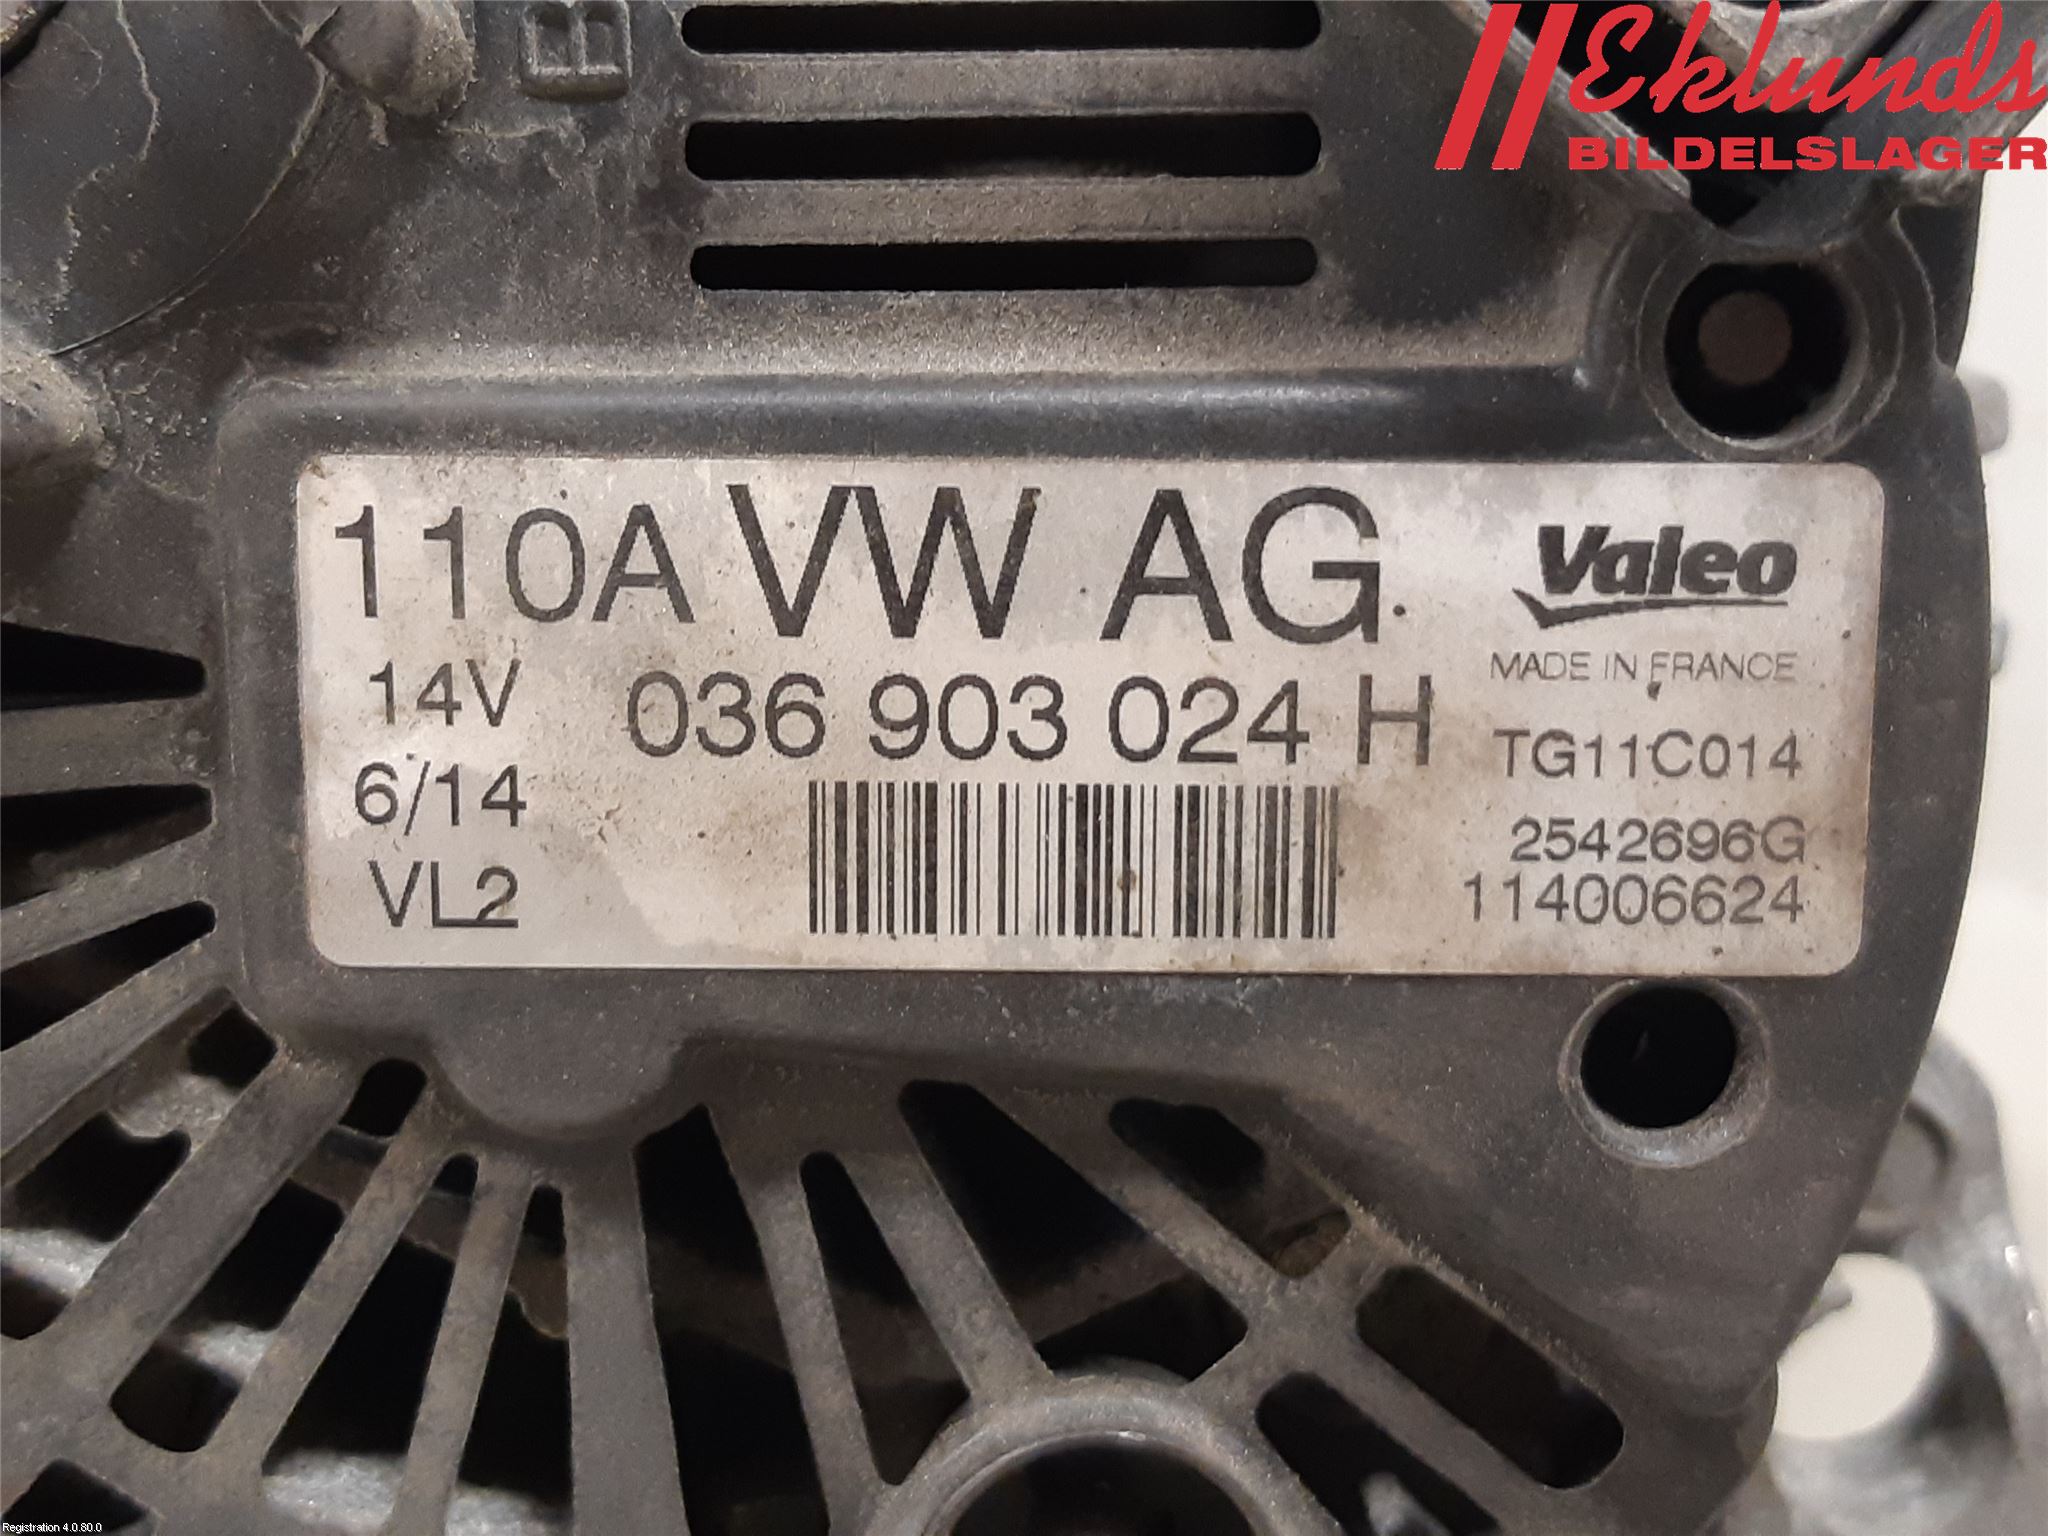 B
Eklunds
BILDELSLAGER
110A VW AG
14V 036 903 024 H
6/14
VL2
Valeo
MADE IN FRANCE
TG11C014
2542696G
114006624
Registration 4.0.80.0